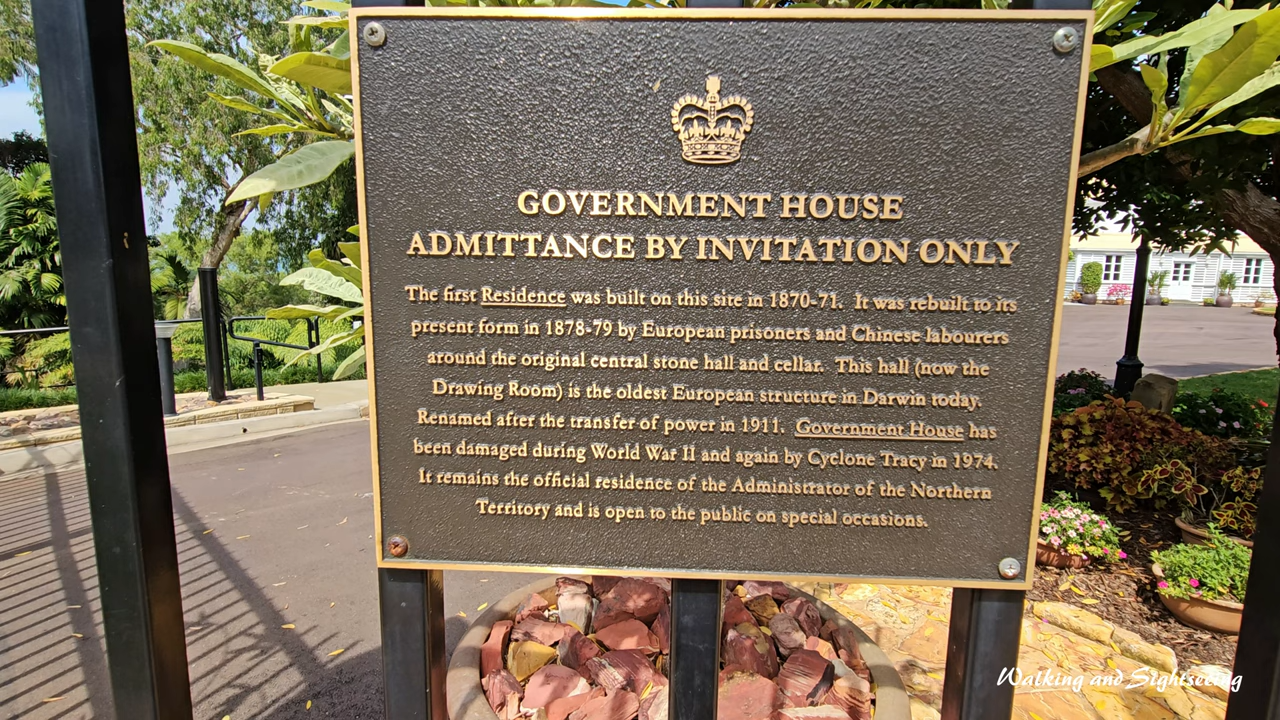 GOVERNMENT HOUSE
ADMITTANCE BY INVITATION ONLY
The first Residence was built on this site in 1870-71. It was rebuilt to its
present form in 1878-79 by European prisoners and Chinese labourers
around the original central stone hall and cellar. This hall (now the
Drawing Room) is the oldest European structure in Darwin today.
Renamed after the transfer of power in 1911. Government House has
been damaged during World War II and again by Cyclone Tracy in 1974.
It remains the official residence of the Administrator of the Northern
Territory and is open to the public on special occasions.
Walking and Sightseeing